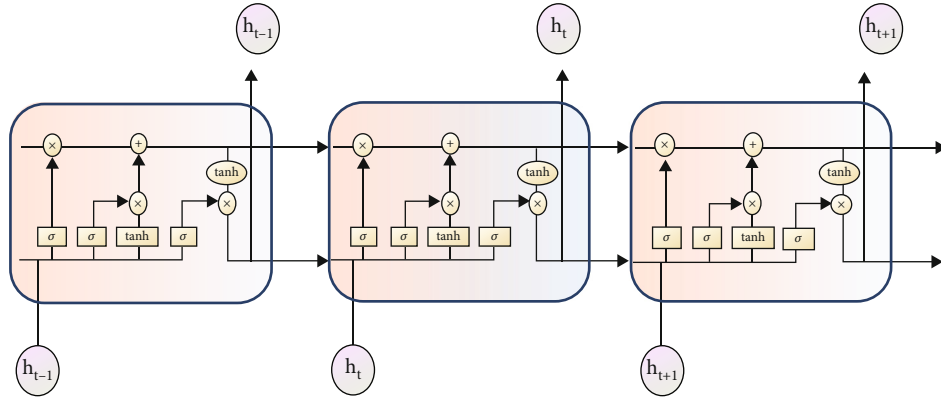 h_{t−1} h_t h_{t+1}
× + × + × +
tanh tanh tanh
× × × × × ×
σ σ tanh σ σ σ tanh σ σ σ tanh σ
h_{t−1} h_t h_{t+1}